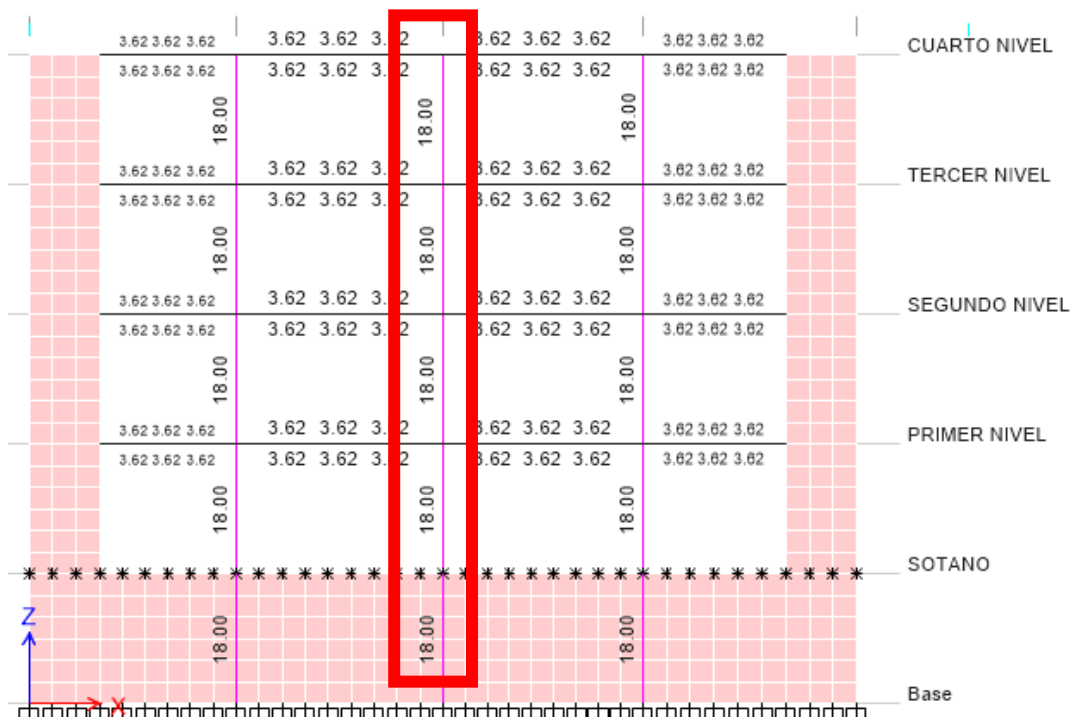 3.62 3.62 3.62 3.62 3.62 3.62 3.62 3.62 3.62 3.62 CUARTO NIVEL
3.62 3.62 3.62 3.62 3.62 3.62 3.62 3.62 3.62 3.62
18.00 18.00 18.00
3.62 3.62 3.62 3.62 3.62 3.62 3.62 3.62 3.62 3.62 TERCER NIVEL
3.62 3.62 3.62 3.62 3.62 3.62 3.62 3.62 3.62 3.62
18.00 18.00 18.00
3.62 3.62 3.62 3.62 3.62 3.62 3.62 3.62 3.62 3.62 SEGUNDO NIVEL
3.62 3.62 3.62 3.62 3.62 3.62 3.62 3.62 3.62 3.62
18.00 18.00 18.00
3.62 3.62 3.62 3.62 3.62 3.62 3.62 3.62 3.62 3.62 PRIMER NIVEL
3.62 3.62 3.62 3.62 3.62 3.62 3.62 3.62 3.62 3.62
18.00 18.00 18.00
SOTANO
Z
18.00 18.00 18.00
X
Base